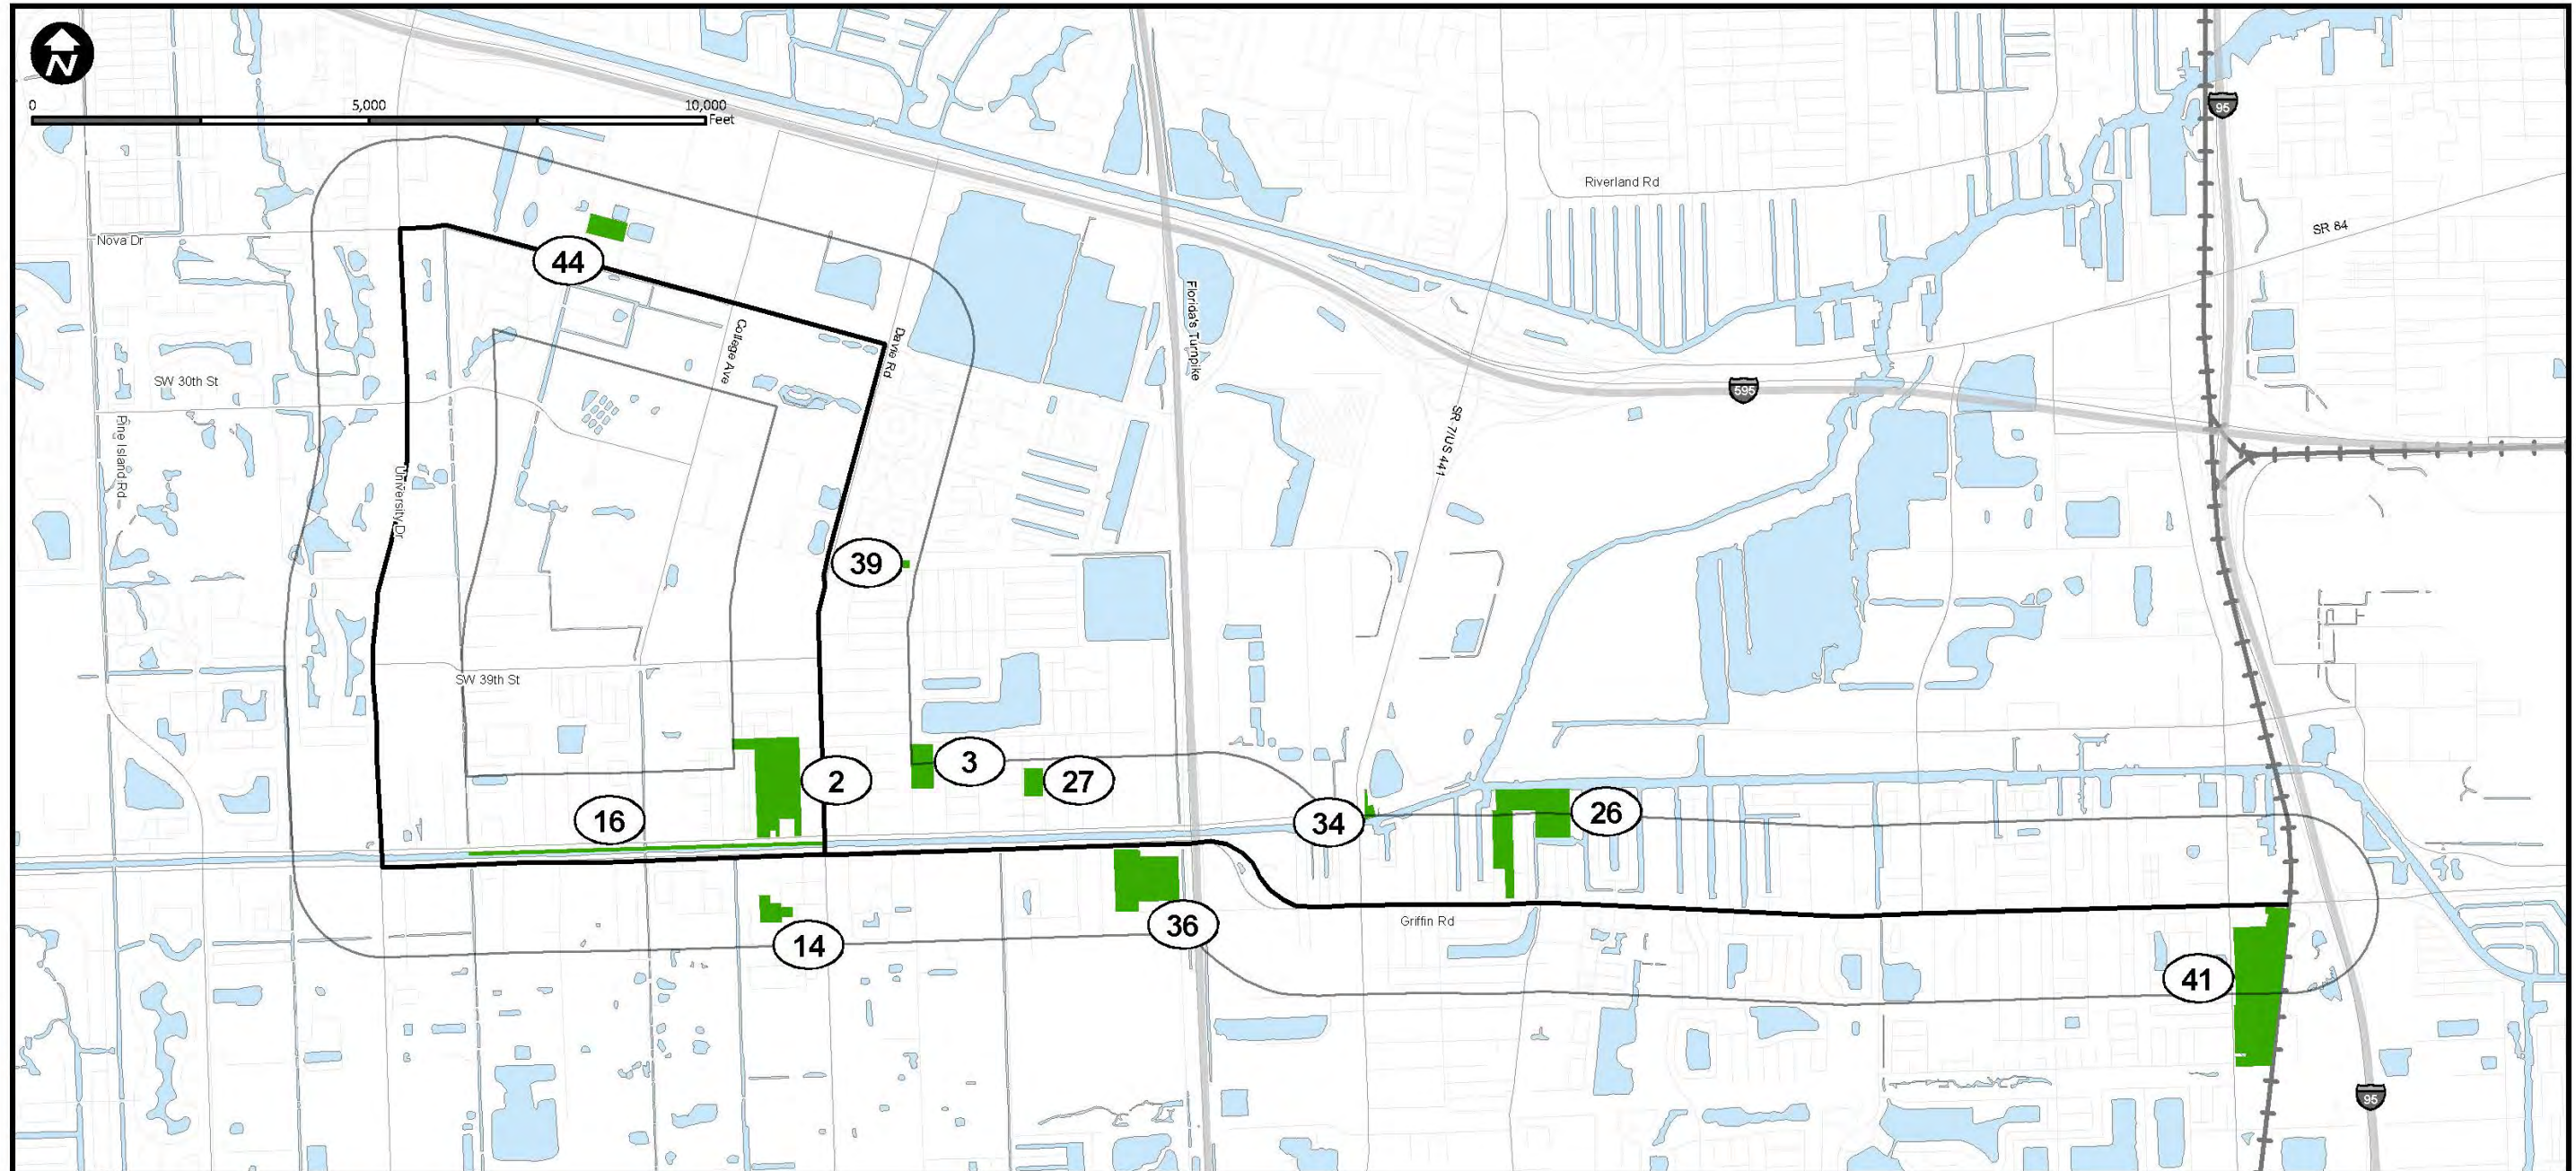 N
0 5,000 10,000
Feet
95
Riverland Rd
SR 84
Nova Dr
44
Florida's Turnpike
College Ave
Davie Rd
SW 30th St
595
Pine Island Rd
SR-7/US 441
University Dr
39
SW 39th St
3
2
27
16
34
26
Griffin Rd
36
14
41
95